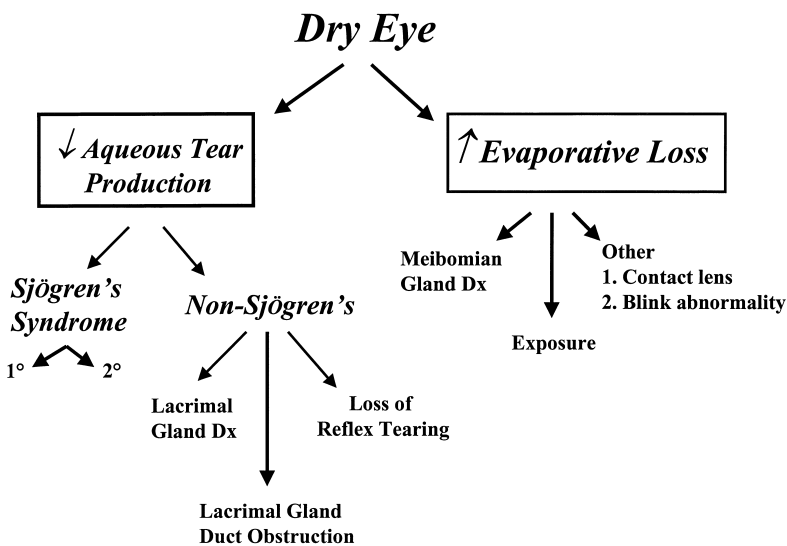 Dry Eye
↓ Aqueous Tear
Production
↑ Evaporative Loss
Sjögren's
Syndrome
1°
2°
Non-Sjögren's
Lacrimal
Gland Dx
Loss of
Reflex Tearing
Lacrimal Gland
Duct Obstruction
Meibomian
Gland Dx
Exposure
Other
1. Contact lens
2. Blink abnormality